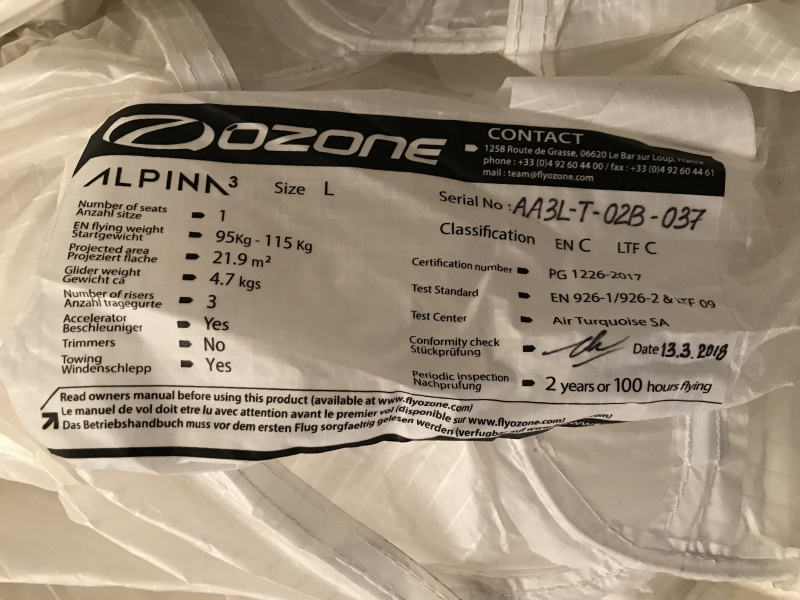 OZONE
CONTACT
1258 Route de Grasse, 06620 Le Bar sur Loup, France
phone : +33 (0)4 92 60 44 00 / fax : +33 (0)4 92 60 44 61
mail : team@flyozone.com
ALPINA3 Size L
Serial No : AA3L-T-02B-037
Classification EN C LTF C
Number of seats
Anzahl sitze 1
EN flying weight
Startgewicht 95Kg - 115 Kg
Projected area
Projeziert flache 21.9 m²
Glider weight
Gewicht ca 4.7 kgs
Number of risers
Anzahl tragegurte 3
Accelerator
Beschleuniger Yes
Trimmers No
Towing
Windenschlepp Yes
Certification number PG 1226-2017
Test Standard EN 926-1/926-2 & LTF 09
Test Center Air Turquoise SA
Conformity check
Stückprüfung Date 13.3.2018
Periodic inspection
Nachprufung 2 years or 100 hours flying
Read owners manual before using this product (available at www.flyozone.com)
Le manuel de vol doit etre lu avec attention avant le premier vol (disponible sur www.flyozone.com)
Das Betriebshandbuch muss vor dem ersten Flug sorgfaeltig gelesen werden (verfugbar auf www